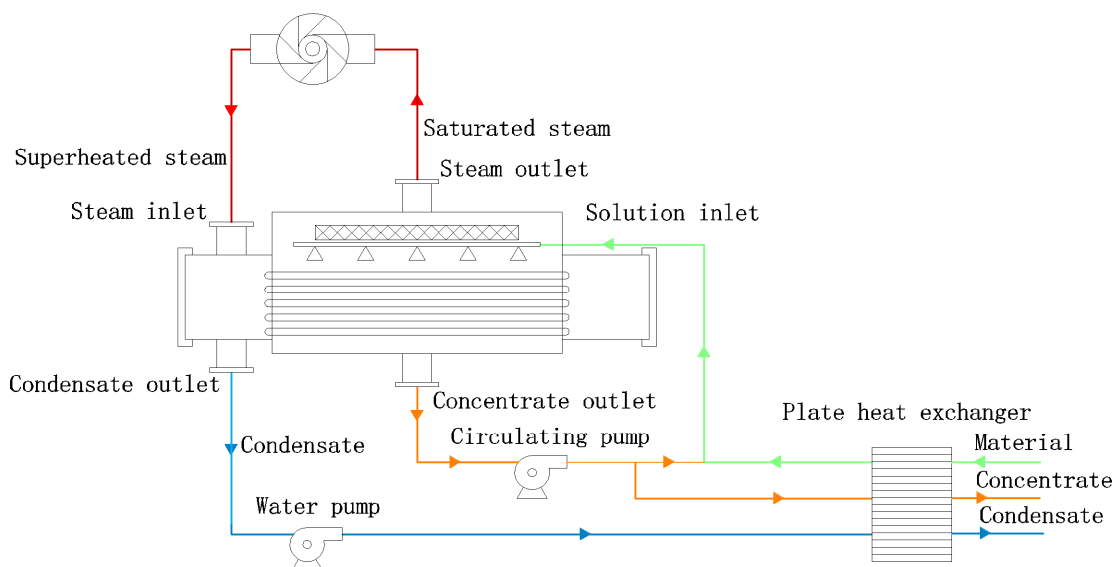 Saturated steam
Superheated steam
Steam outlet
Steam inlet
Solution inlet
Condensate outlet
Concentrate outlet
Plate heat exchanger
Condensate
Circulating pump
Material
Concentrate
Water pump
Condensate